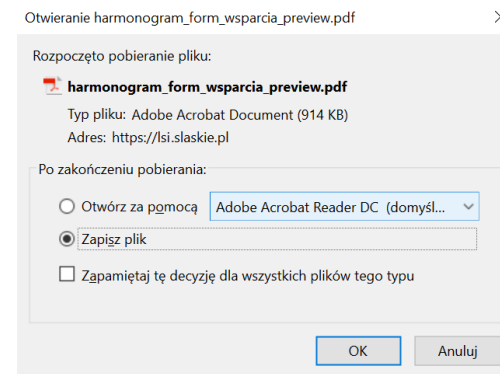 Otwieranie harmonogram_form_wsparcia_preview.pdf
Rozpoczęto pobieranie pliku:
harmonogram_form_wsparcia_preview.pdf
Typ pliku: Adobe Acrobat Document (914 KB)
Adres: https://lsi.slaskie.pl
Po zakończeniu pobierania:
Otwórz za pomocą Adobe Acrobat Reader DC (domyśl...
Zapisz plik
Zapamiętaj tę decyzję dla wszystkich plików tego typu
OK Anuluj